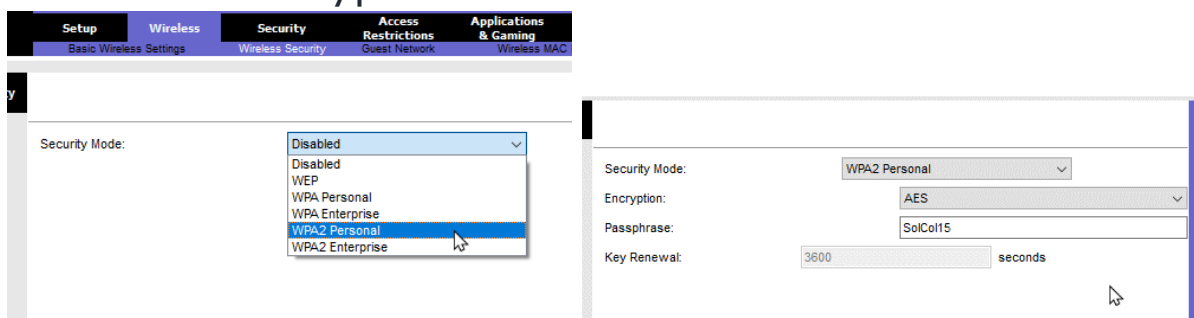 Setup Wireless Security Access Restrictions Applications & Gaming
Basic Wireless Settings Wireless Security Guest Network Wireless MAC
Security Mode: Disabled
Disabled
WEP
WPA Personal
WPA Enterprise
WPA2 Personal
WPA2 Enterprise
Security Mode: WPA2 Personal
Encryption: AES
Passphrase: SolCol15
Key Renewal: 3600 seconds